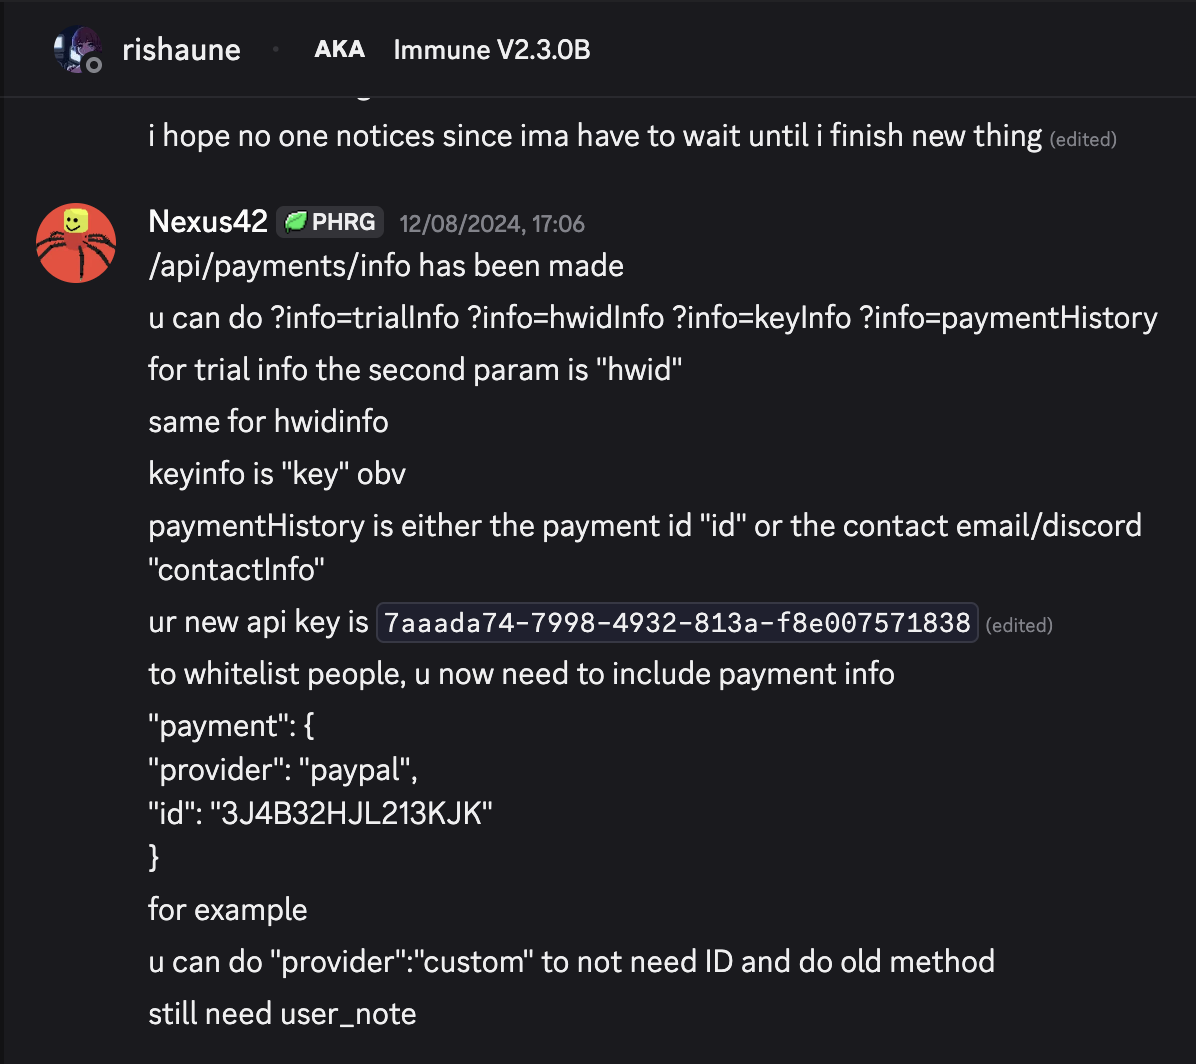 rishaune • AKA Immune V2.3.0B
i hope no one notices since ima have to wait until i finish new thing (edited)
Nexus42 PHRG 12/08/2024, 17:06
/api/payments/info has been made
u can do ?info=trialInfo ?info=hwidInfo ?info=keyInfo ?info=paymentHistory
for trial info the second param is "hwid"
same for hwidinfo
keyinfo is "key" obv
paymentHistory is either the payment id "id" or the contact email/discord
"contactInfo"
ur new api key is 7aaada74-7998-4932-813a-f8e007571838 (edited)
to whitelist people, u now need to include payment info
"payment": {
"provider": "paypal",
"id": "3J4B32HJL213KJK"
}
for example
u can do "provider":"custom" to not need ID and do old method
still need user_note